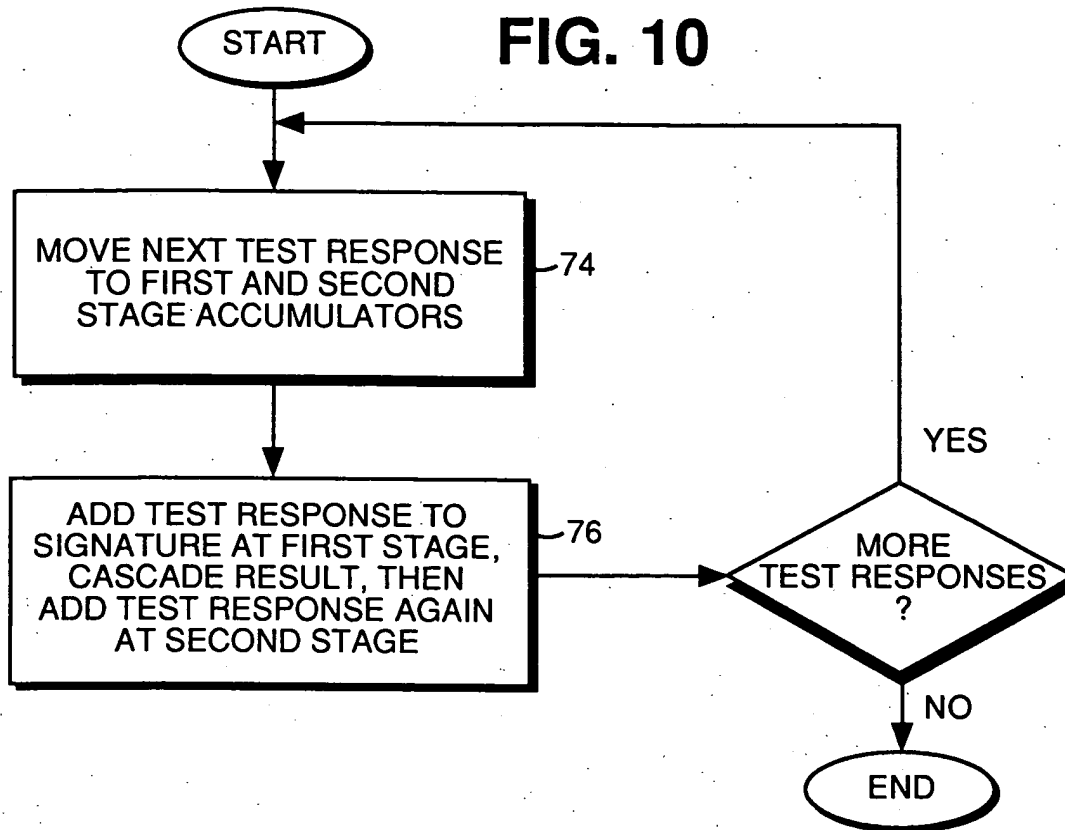 START
FIG. 10
MOVE NEXT TEST RESPONSE
TO FIRST AND SECOND
STAGE ACCUMULATORS
74
ADD TEST RESPONSE TO
SIGNATURE AT FIRST STAGE,
CASCADE RESULT, THEN
ADD TEST RESPONSE AGAIN
AT SECOND STAGE
76
YES
MORE
TEST RESPONSES
?
NO
END